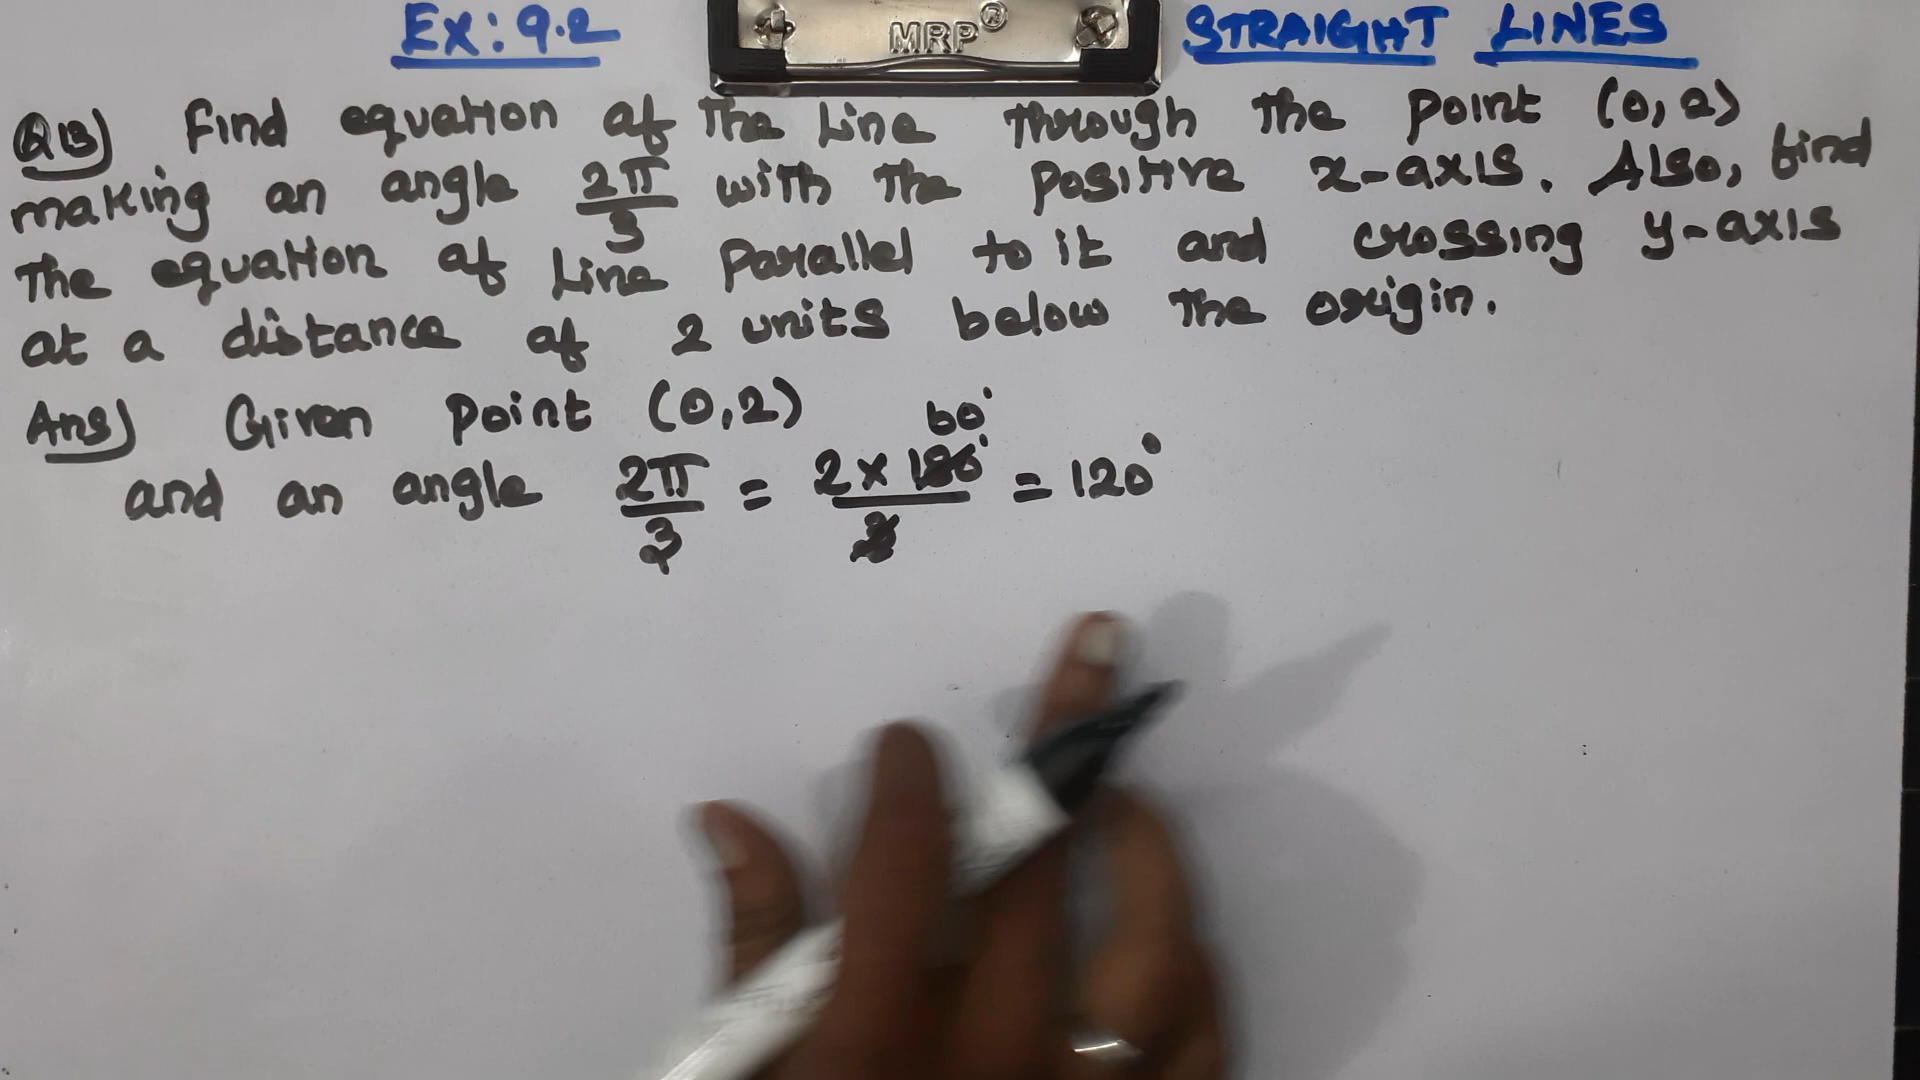 EX: 9.2
MRP®
STRAIGHT LINES
Q13) Find equation of the Line through the point (0, 2)
making an angle 2π/3 with the positive x-axis. Also, find
the equation of Line parallel to it and crossing y-axis
at a distance of 2 units below the origin.
Ans) Given point (0,2)
60°
and an angle 2π/3 = 2 × 180°/3 = 120°